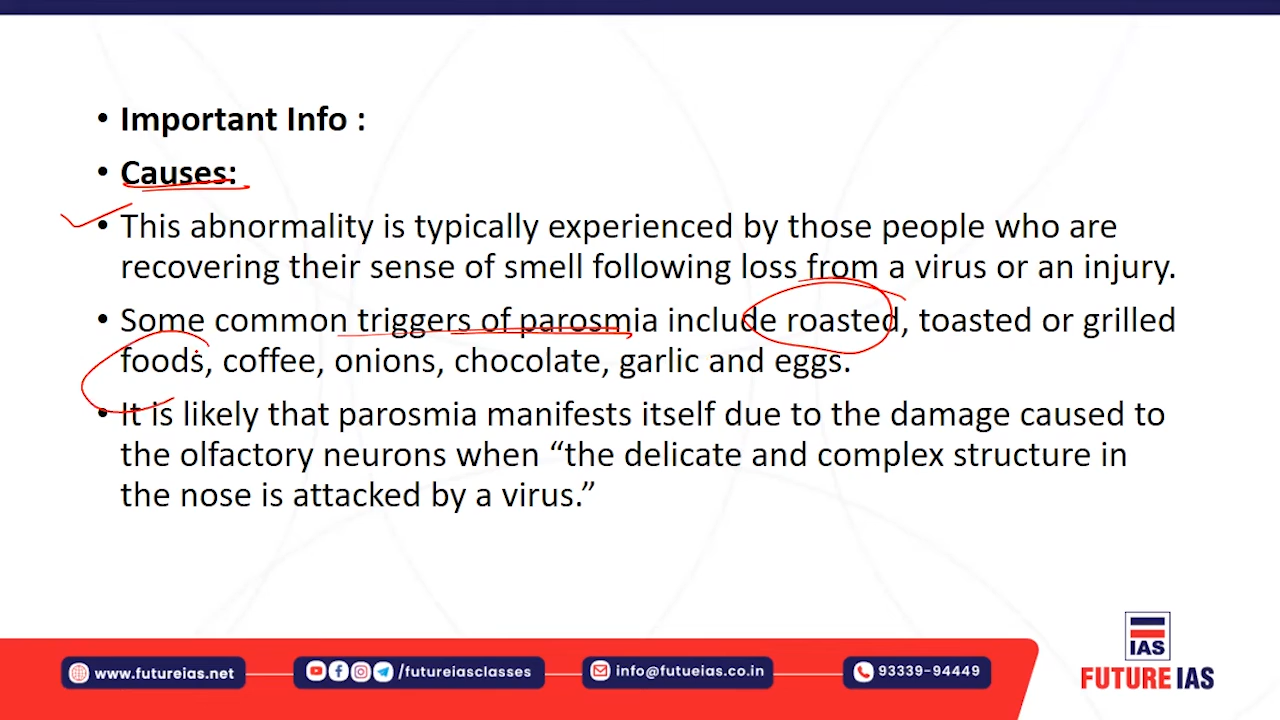 • Important Info :
• Causes:
• This abnormality is typically experienced by those people who are
recovering their sense of smell following loss from a virus or an injury.
• Some common triggers of parosmia include roasted, toasted or grilled
foods, coffee, onions, chocolate, garlic and eggs.
• It is likely that parosmia manifests itself due to the damage caused to
the olfactory neurons when “the delicate and complex structure in
the nose is attacked by a virus.”
www.futureias.net
/futureiasclasses
info@futueias.co.in
93339-94449
IAS
FUTURE IAS